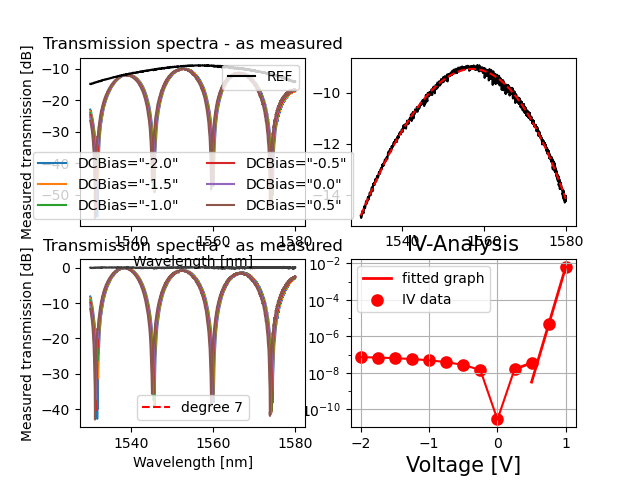 Transmission spectra - as measured
Measured transmission [dB]
−10
−20
−30
−40
−50
REF
DCBias="-2.0"
DCBias="-1.5"
DCBias="-1.0"
DCBias="-0.5"
DCBias="0.0"
DCBias="0.5"
1540
1560
1580
Wavelength [nm]
−10
−12
−14
1540
1560
1580
Transmission spectra - as measured
Measured transmission [dB]
0
−10
−20
−30
−40
degree 7
1540
1560
1580
Wavelength [nm]
IV-Analysis
fitted graph
IV data
10⁻²
10⁻⁴
10⁻⁶
10⁻⁸
10⁻¹⁰
−2
−1
0
1
Voltage [V]